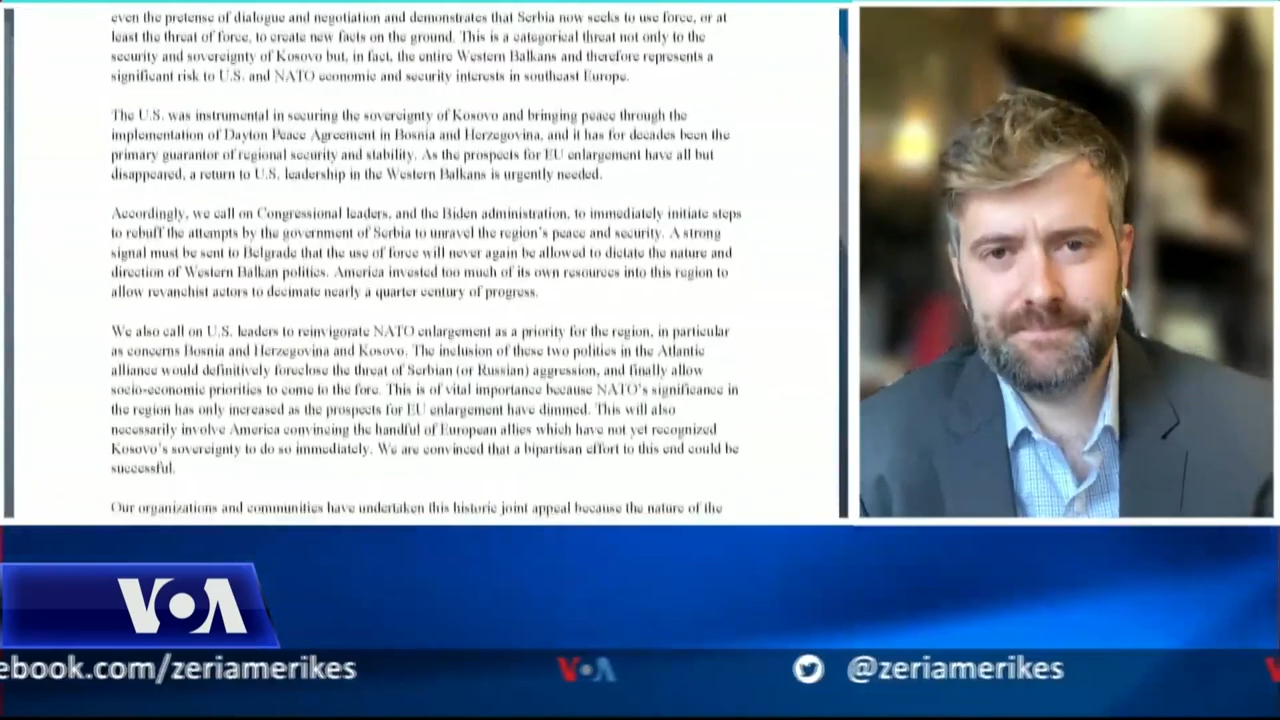 even the pretense of dialogue and negotiation and demonstrates that Serbia now seeks to use force, or at
least the threat of force, to create new facts on the ground. This is a categorical threat not only to the
security and sovereignty of Kosovo but, in fact, the entire Western Balkans and therefore represents a
significant risk to U.S. and NATO economic and security interests in southeast Europe.
The U.S. was instrumental in securing the sovereignty of Kosovo and bringing peace through the
implementation of Dayton Peace Agreement in Bosnia and Herzegovina, and it has for decades been the
primary guarantor of regional security and stability. As the prospects for EU enlargement have all but
disappeared, a return to U.S. leadership in the Western Balkans is urgently needed.
Accordingly, we call on Congressional leaders, and the Biden administration, to immediately initiate steps
to rebuff the attempts by the government of Serbia to unravel the region's peace and security. A strong
signal must be sent to Belgrade that the use of force will never again be allowed to dictate the nature and
direction of Western Balkan politics. America invested too much of its own resources into this region to
allow revanchist actors to decimate nearly a quarter century of progress.
We also call on U.S. leaders to reinvigorate NATO enlargement as a priority for the region, in particular
as concerns Bosnia and Herzegovina and Kosovo. The inclusion of these two polities in the Atlantic
alliance would definitively foreclose the threat of Serbian (or Russian) aggression, and finally allow
socio-economic priorities to come to the fore. This is of vital importance because NATO's significance in
the region has only increased as the prospects for EU enlargement have dimmed. This will also
necessarily involve America convincing the handful of European allies which have not yet recognized
Kosovo's sovereignty to do so immediately. We are convinced that a bipartisan effort to this end could be
successful.
Our organizations and communities have undertaken this historic joint appeal because the nature of the
VOA
ebook.com/zeriamerikes
VOA
@zeriamerikes